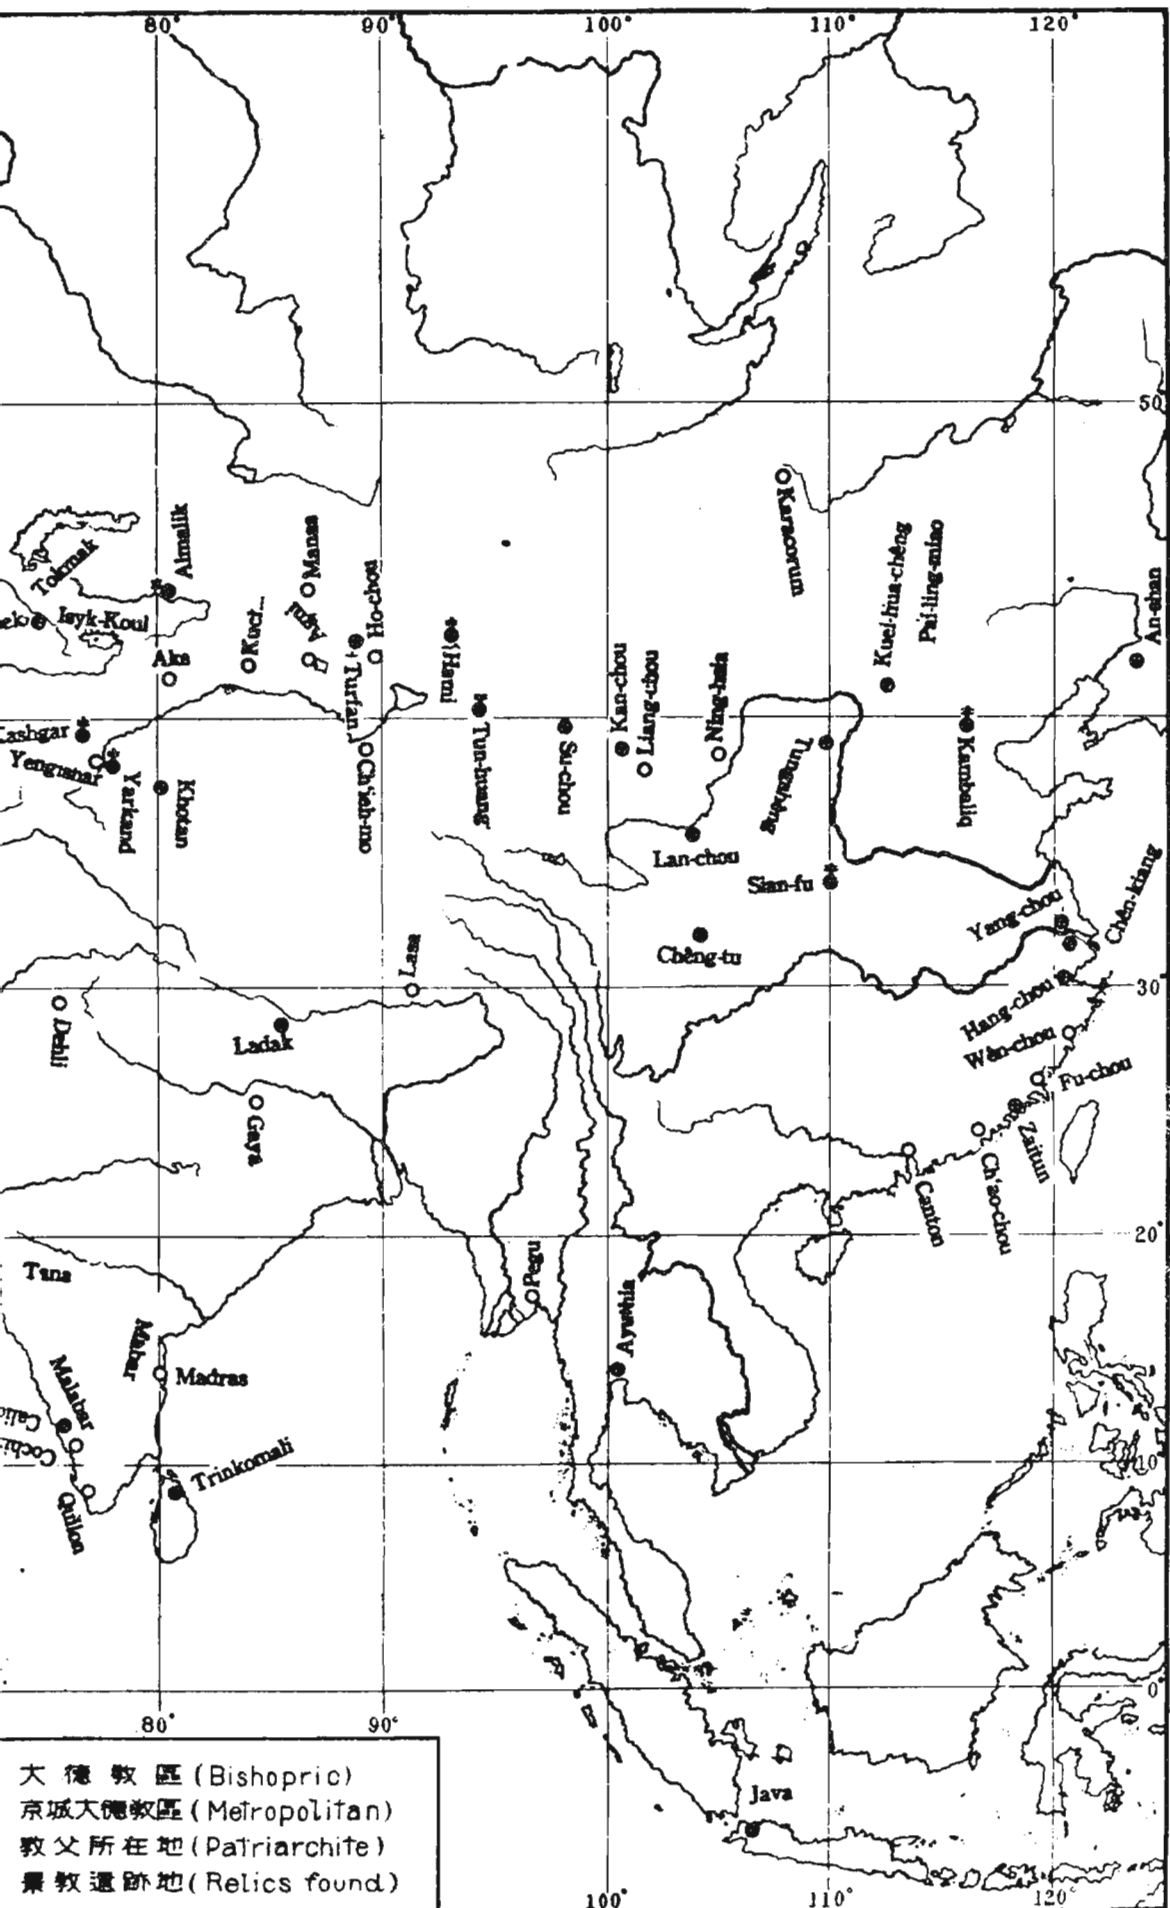 80°
90°
100°
110°
120°
50
Karacorum
Almalik
Manas
Tokmak
Kuei-hua-chêng
Pai-ling-miao
An-shan
Ho-chou
Isyk-Koul
Aks
Turfan
Hami
Kan-chou
Liang-chou
Ning-hsia
Kashgar
Tun-huang
Su-chou
Kambaliq
Yarkand
Khotan
Ch'ieh-mo
Lan-chou
Sian-fu
Yang-chou
Chên-kiang
Chêng-tu
Lasa
30°
Dehli
Ladak
Hang-chou
Wên-chou
Fu-chou
Gaya
Zaitun
Ch'ao-chou
Canton
20°
Tana
Pegu
Ayuthia
Mabar
Madras
Malabar
Trinkomali
10°
Quilon
0°
80°
90°
Java
大德教區(Bishopric)
京城大德教區(Metropolitan)
教父所在地(Patriarchite)
景教遺跡地(Relics found)
100°
110°
120°